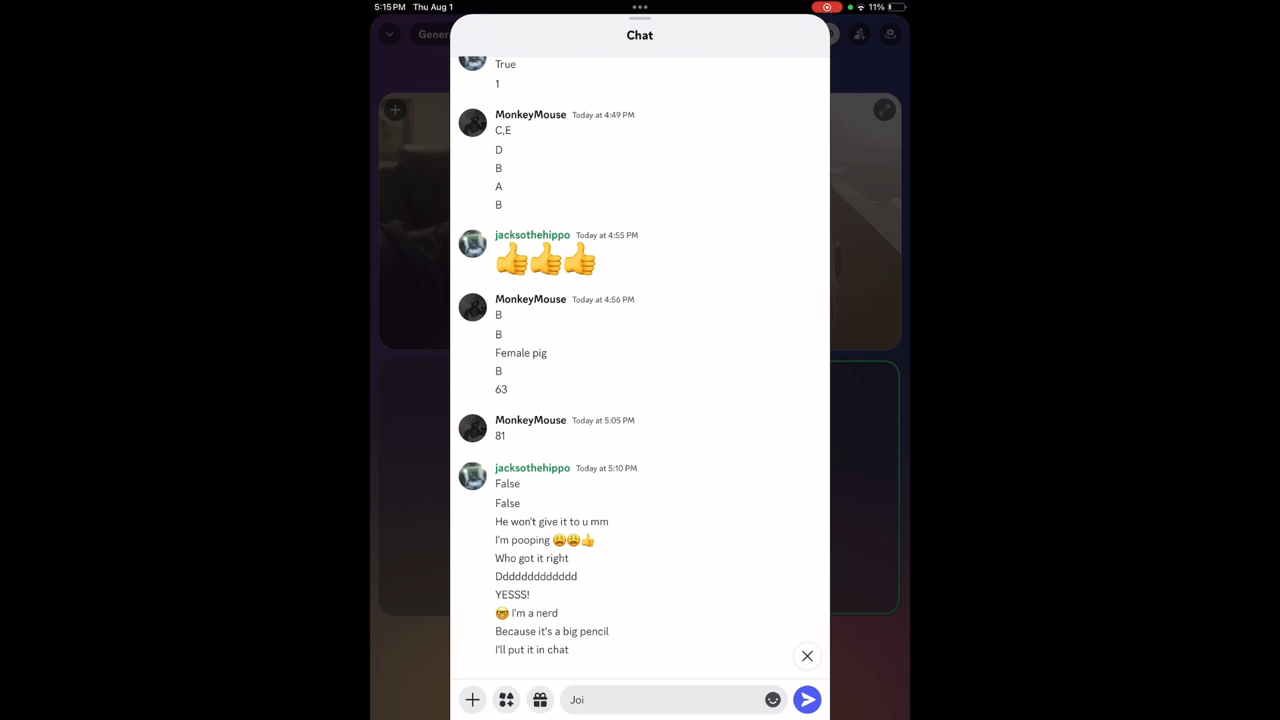 5:15 PM Thu Aug 1
11%
Gener
Chat
True
1
MonkeyMouse Today at 4:49 PM
C,E
D
B
A
B
jacksothehippo Today at 4:55 PM
👍👍👍
MonkeyMouse Today at 4:56 PM
B
B
Female pig
B
63
MonkeyMouse Today at 5:05 PM
81
jacksothehippo Today at 5:10 PM
False
False
He won't give it to u mm
I'm pooping 😩😩👍
Who got it right
Ddddddddddddd
YESSS!
🤓 I'm a nerd
Because it's a big pencil
I'll put it in chat
Joi